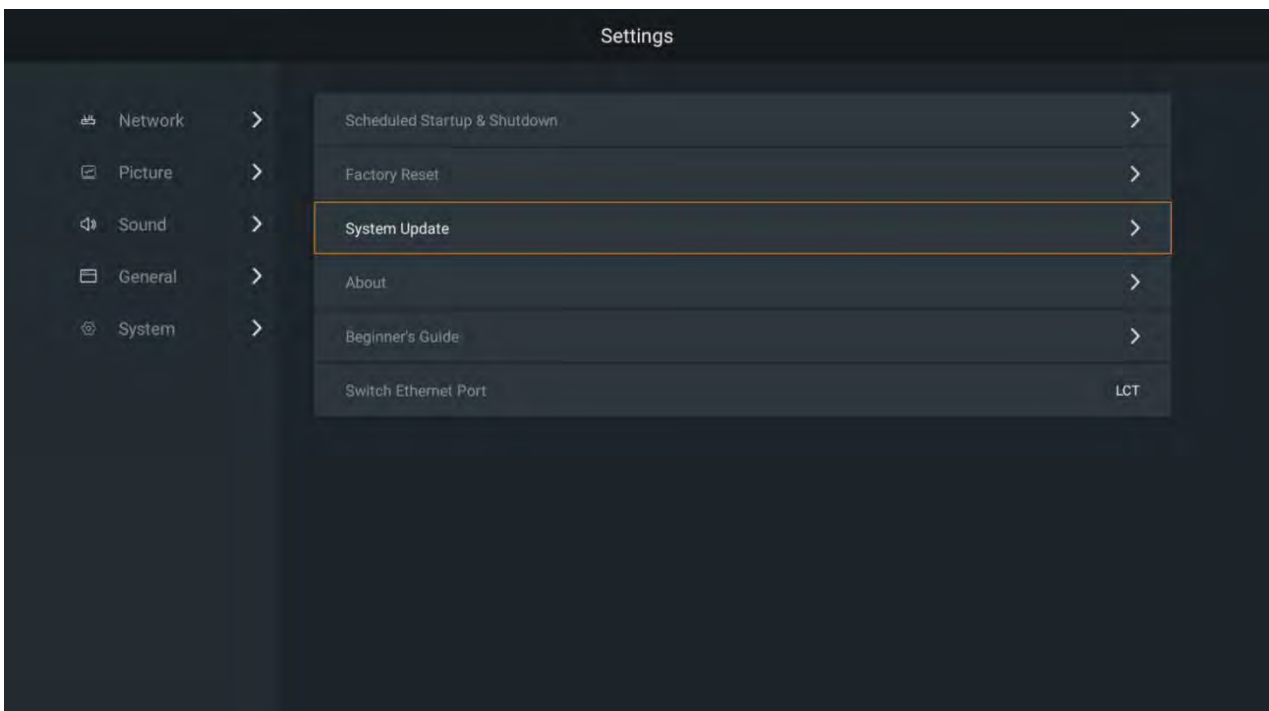 Settings
Network
Picture
Sound
General
System
Scheduled Startup & Shutdown
Factory Reset
System Update
About
Beginner's Guide
Switch Ethernet Port LCT